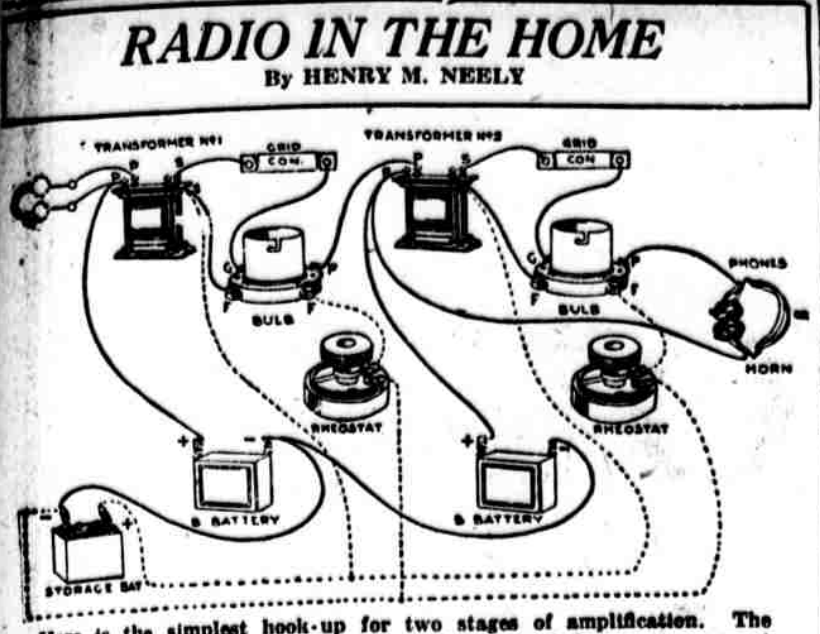 RADIO IN THE HOME
By HENRY M. NEELY
TRANSFORMER Nº1
GRID
CON.
TRANSFORMER Nº2
GRID
CON
P
S
P
S
P
G
P
F
F
BULB
G
P
F
F
BULB
PHONES
OR
HORN
RHEOSTAT
RHEOSTAT
+
-
B BATTERY
+
-
B BATTERY
-
+
STORAGE BAT
is the simplest hook-up for two stages of amplification. The